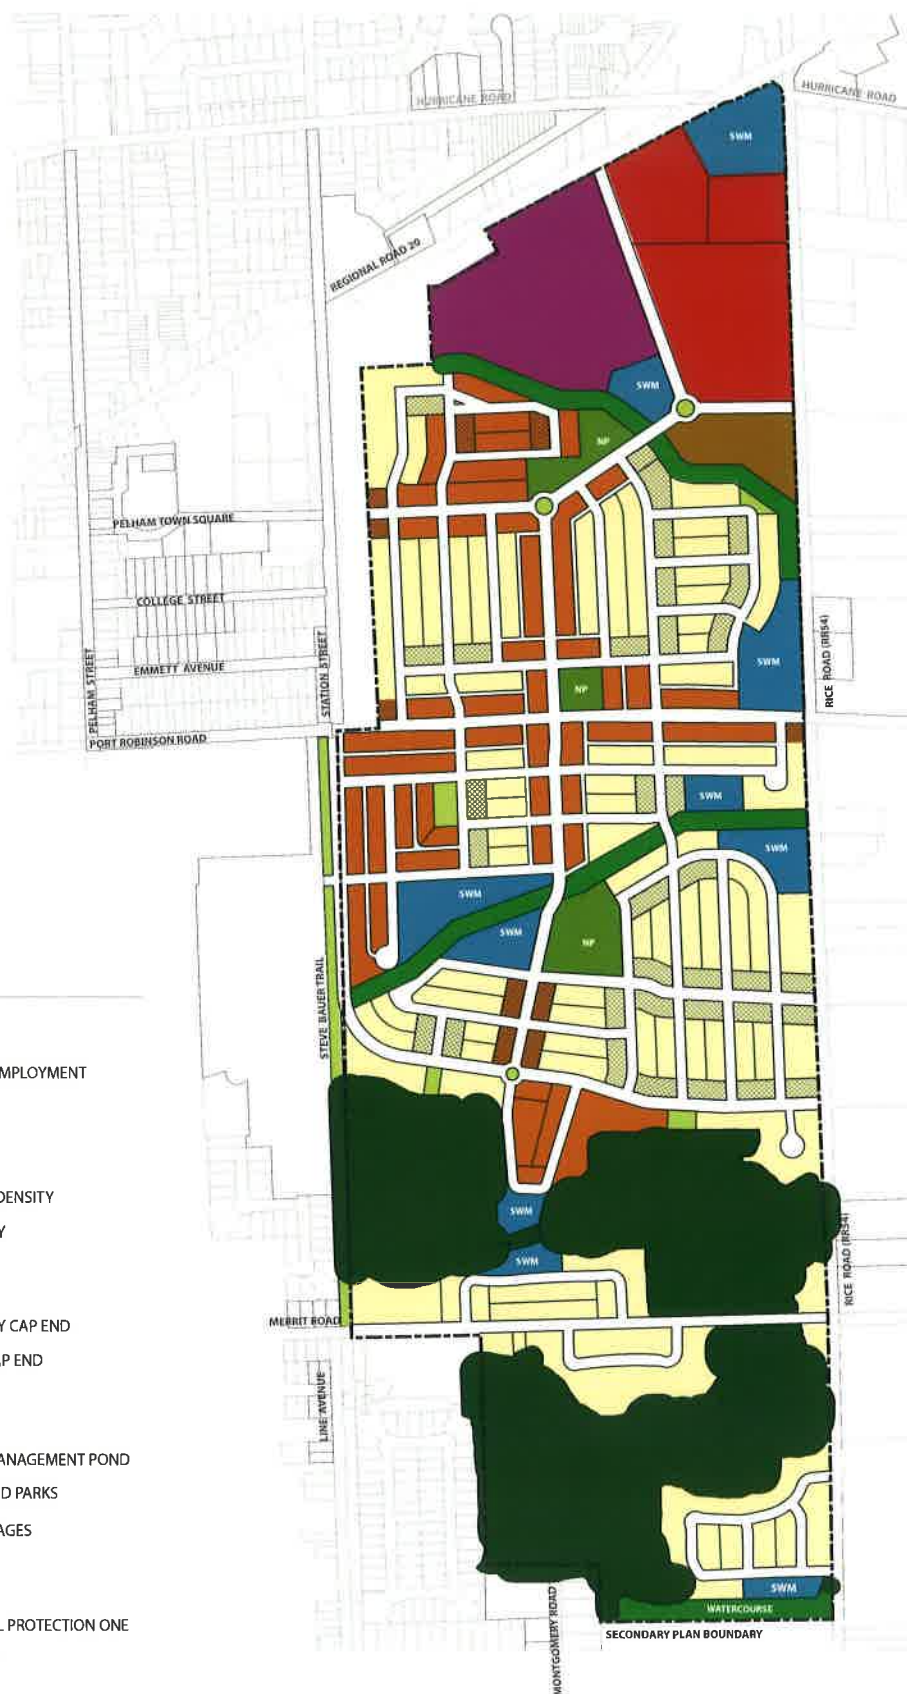 HURRICANE ROAD
HURRICANE ROAD
SWM
REGIONAL ROAD 20
SWM
NP
PELHAM TOWN SQUARE
COLLEGE STREET
EMMETT AVENUE
PELHAM STREET
STATION STREET
PORT ROBINSON ROAD
NP
SWM
RICE ROAD (RR54)
SWM
SWM
SWM
SWM
NP
STEVE BAUER TRAIL
MPLOYMENT
DENSITY
Y
SWM
SWM
RICE ROAD (RR54)
MERRIT ROAD
Y CAP END
AP END
LINE AVENUE
ANAGEMENT POND
D PARKS
AGES
SWM
WATERCOURSE
L PROTECTION ONE
SECONDARY PLAN BOUNDARY
MONTGOMERY ROAD